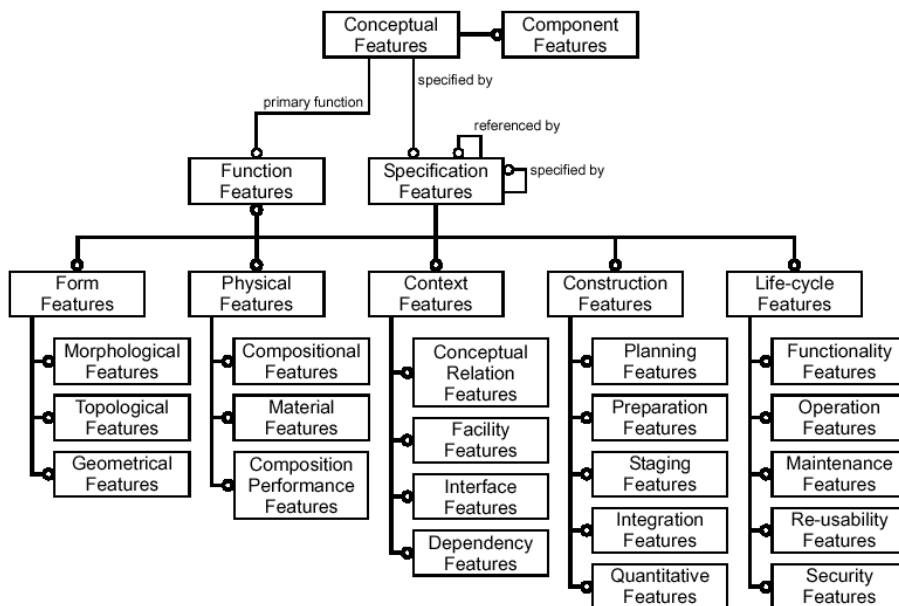 Conceptual
Features
Component
Features
specified by
primary function
referenced by
Function
Features
Specification
Features
specified by
Form
Features
Physical
Features
Context
Features
Construction
Features
Life-cycle
Features
Morphological
Features
Topological
Features
Geometrical
Features
Compositional
Features
Material
Features
Composition
Performance
Features
Conceptual
Relation
Features
Facility
Features
Interface
Features
Dependency
Features
Planning
Features
Preparation
Features
Staging
Features
Integration
Features
Quantitative
Features
Functionality
Features
Operation
Features
Maintenance
Features
Re-usability
Features
Security
Features